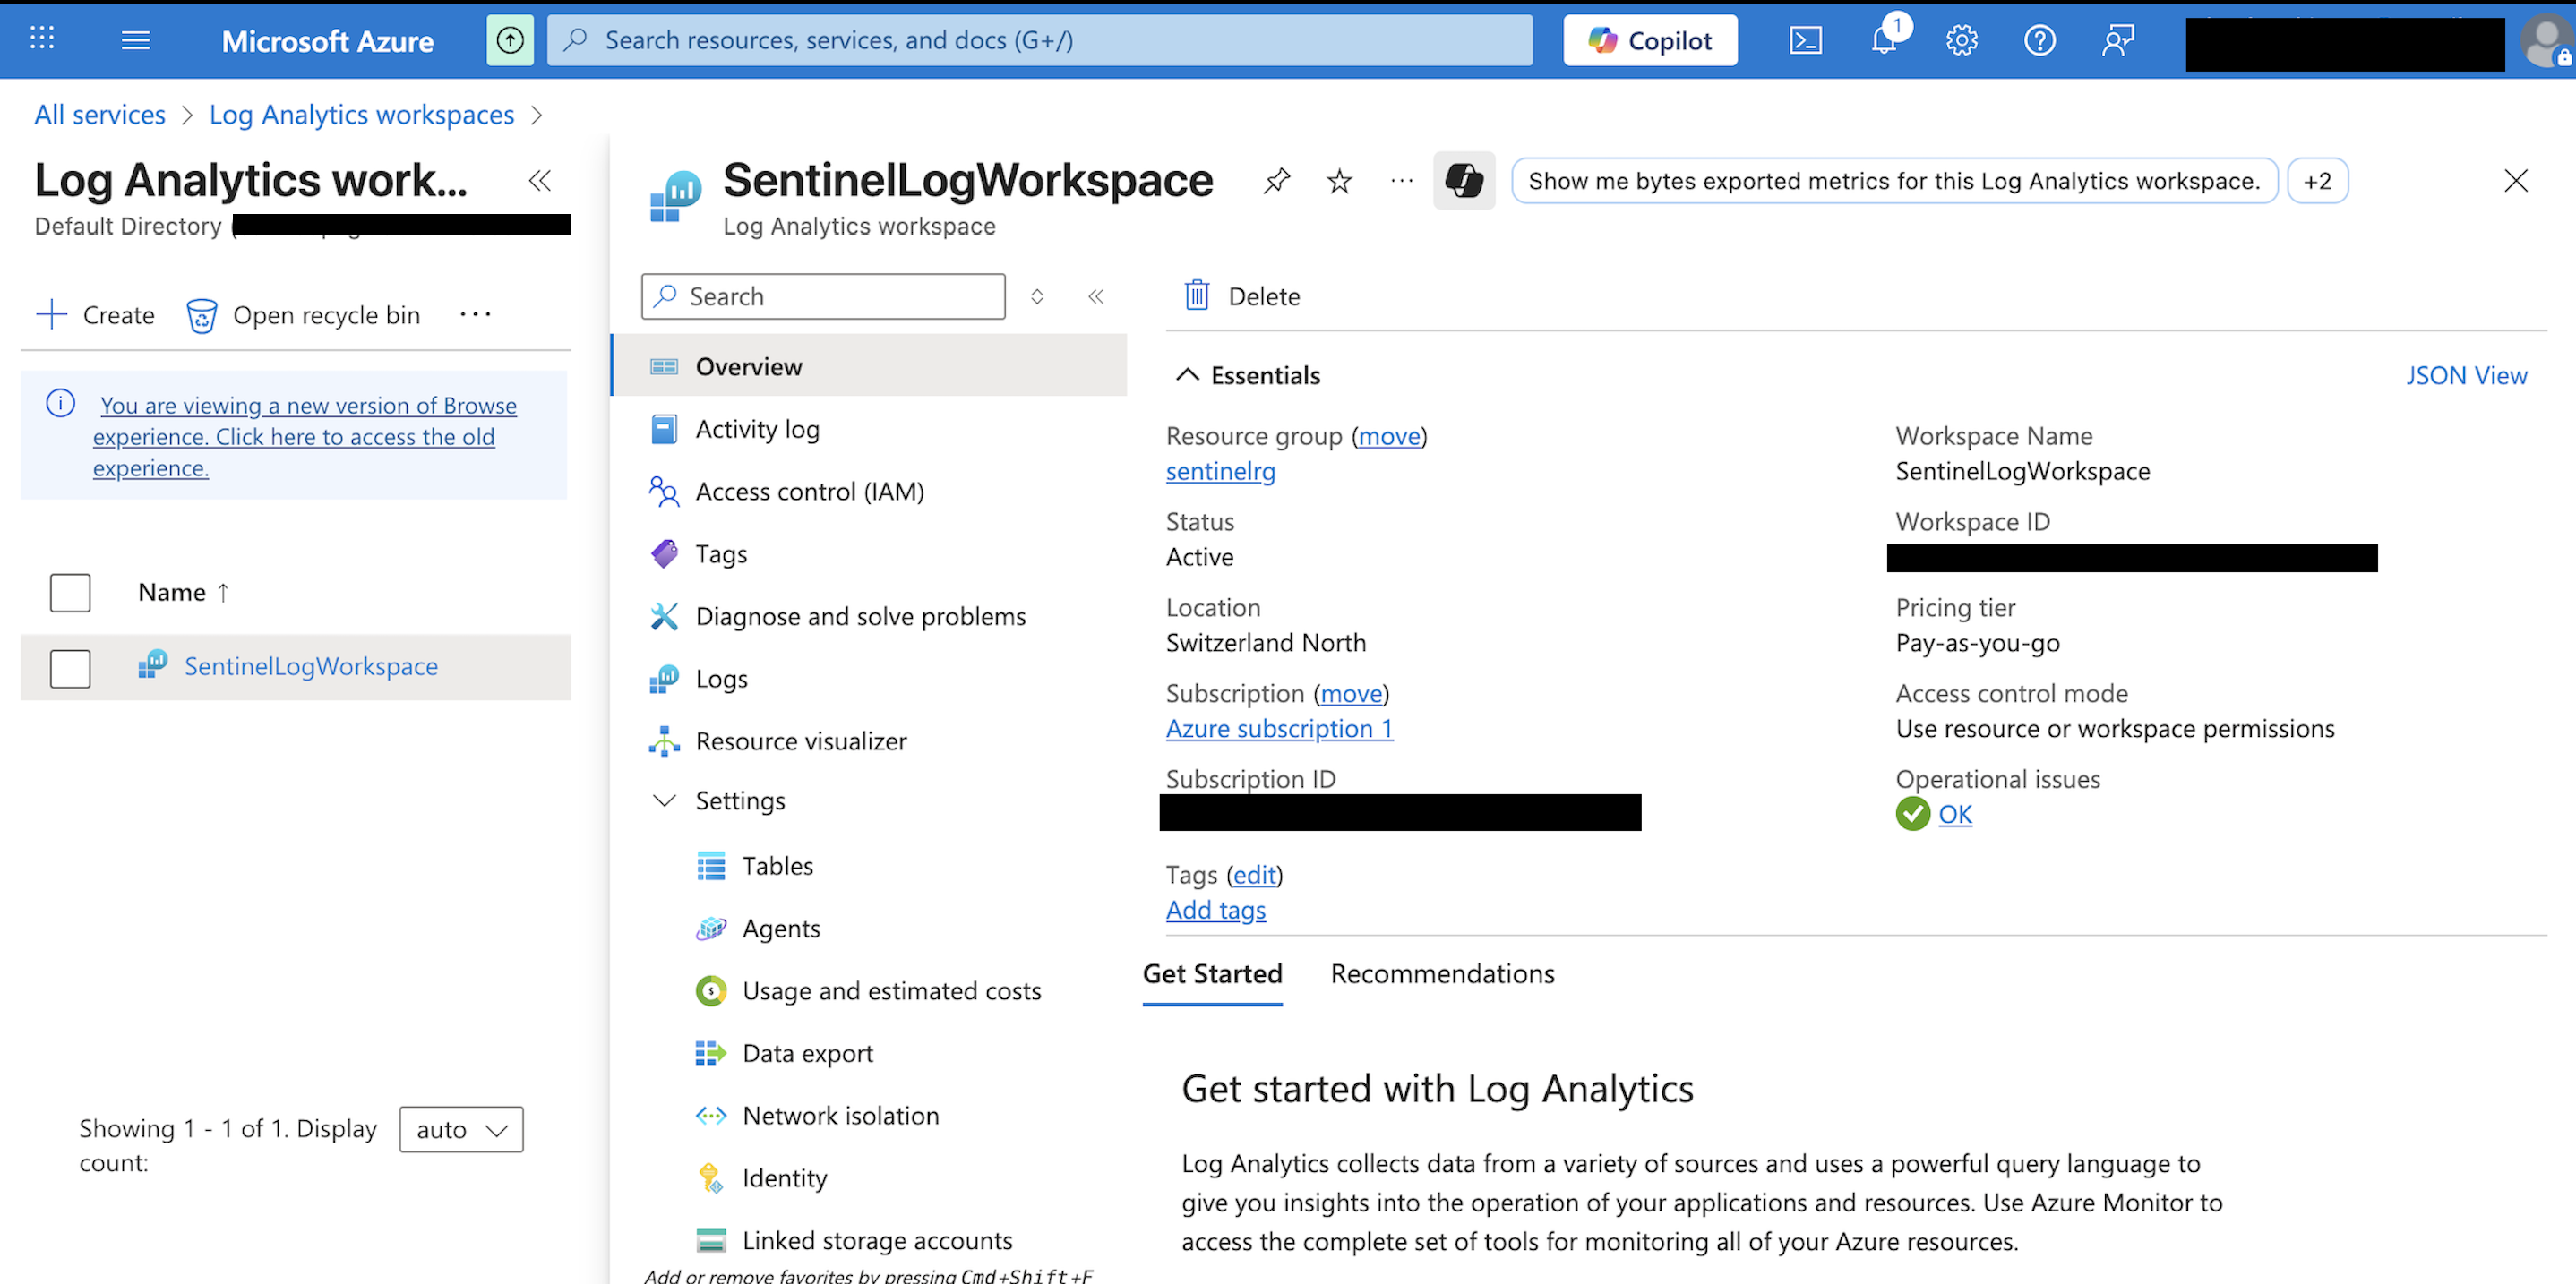 Microsoft Azure
Search resources, services, and docs (G+/)
Copilot
1
All services > Log Analytics workspaces >
Log Analytics work...
Default Directory (
Create
Open recycle bin
You are viewing a new version of Browse
experience. Click here to access the old
experience.
Name ↑
SentinelLogWorkspace
Showing 1 - 1 of 1. Display
count:
auto
SentinelLogWorkspace
Log Analytics workspace
Show me bytes exported metrics for this Log Analytics workspace.
+2
Search
Overview
Activity log
Access control (IAM)
Tags
Diagnose and solve problems
Logs
Resource visualizer
Settings
Tables
Agents
Usage and estimated costs
Data export
Network isolation
Identity
Linked storage accounts
Add or remove favorites by pressing Cmd+Shift+F
Delete
Essentials
JSON View
Resource group (move)
sentinelrg
Status
Active
Location
Switzerland North
Subscription (move)
Azure subscription 1
Subscription ID
Tags (edit)
Add tags
Workspace Name
SentinelLogWorkspace
Workspace ID
Pricing tier
Pay-as-you-go
Access control mode
Use resource or workspace permissions
Operational issues
OK
Get Started
Recommendations
Get started with Log Analytics
Log Analytics collects data from a variety of sources and uses a powerful query language to
give you insights into the operation of your applications and resources. Use Azure Monitor to
access the complete set of tools for monitoring all of your Azure resources.